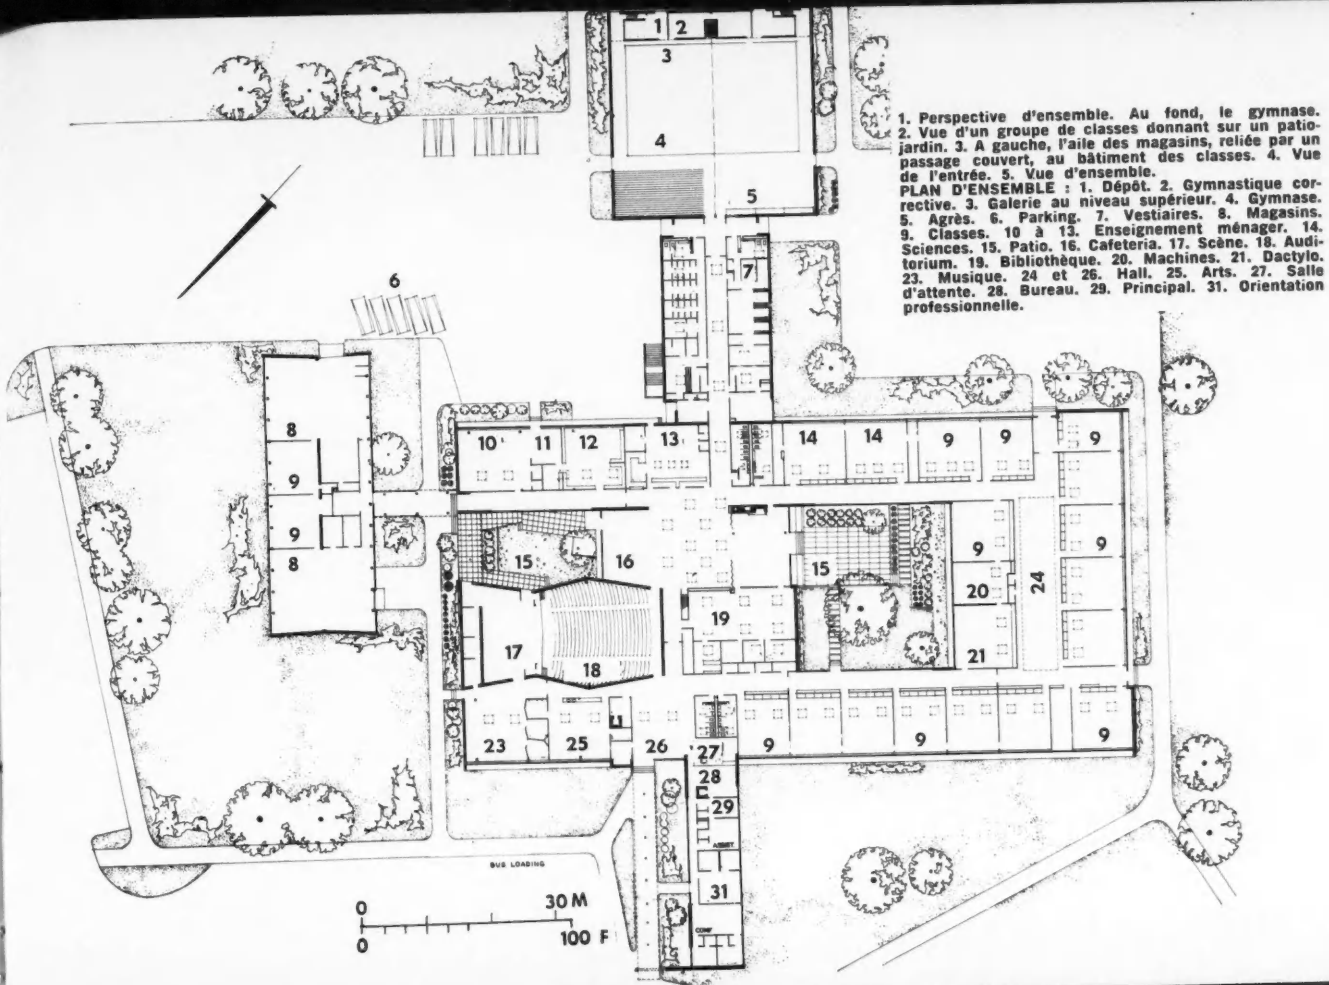 1. Perspective d'ensemble. Au fond, le gymnase.
2. Vue d'un groupe de classes donnant sur un patio-
jardin. 3. A gauche, l'aile des magasins, reliée par un
passage couvert, au bâtiment des classes. 4. Vue
de l'entrée. 5. Vue d'ensemble.
PLAN D'ENSEMBLE : 1. Dépôt. 2. Gymnastique cor-
rective. 3. Galerie au niveau supérieur. 4. Gymnase.
5. Agrès. 6. Parking. 7. Vestiaires. 8. Magasins.
9. Classes. 10 à 13. Enseignement ménager. 14.
Sciences. 15. Patio. 16. Cafeteria. 17. Scène. 18. Audi-
torium. 19. Bibliothèque. 20. Machines. 21. Dactylo.
23. Musique. 24 et 26. Hall. 25. Arts. 27. Salle
d'attente. 28. Bureau. 29. Principal. 31. Orientation
professionnelle.
1 2
3
4
5
6
7
8
9
9
8
10 11 12 13 14 14 9 9 9
15 16 15 9 9
20 24
19
17 18 21
23 25 26 27 9 9 9
28
29
ASSIST
31
CONF
BUS LOADING
0 30 M
0 100 F